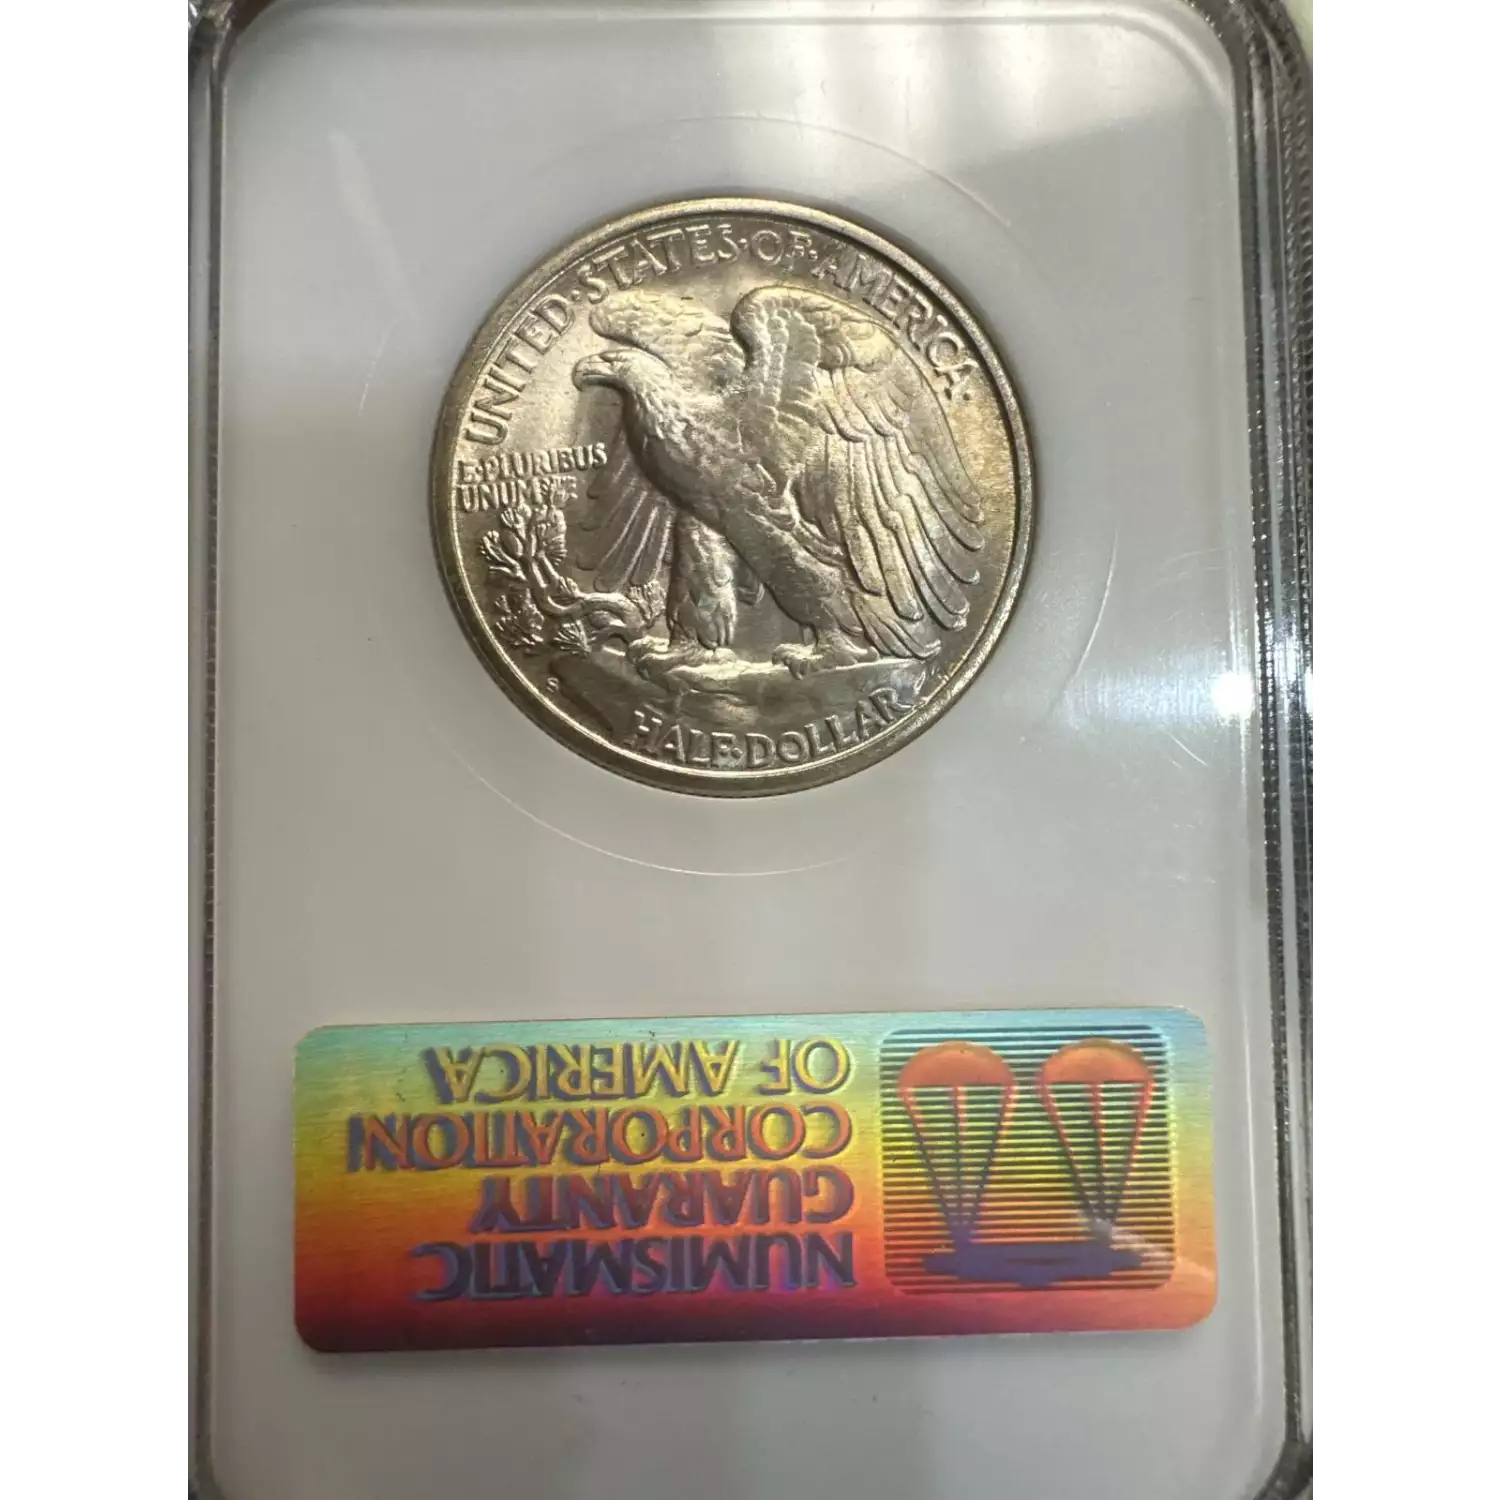 UNITED·STATES·OF·AMERICA·
E·PLURIBUS
UNUM
S
HALF·DOLLAR
NUMISMATIC
GUARANTY
CORPORATION
OF AMERICA